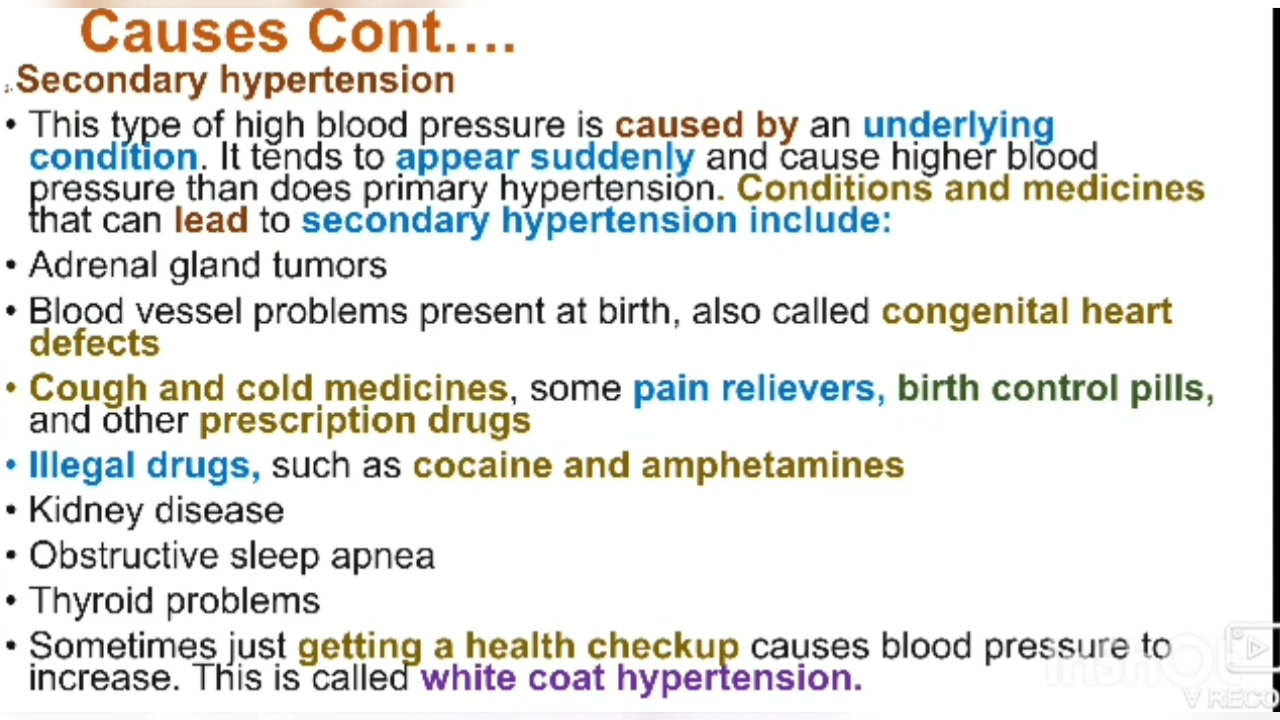 Causes Cont....
2.Secondary hypertension
• This type of high blood pressure is caused by an underlying
condition. It tends to appear suddenly and cause higher blood
pressure than does primary hypertension. Conditions and medicines
that can lead to secondary hypertension include:
• Adrenal gland tumors
• Blood vessel problems present at birth, also called congenital heart
defects
• Cough and cold medicines, some pain relievers, birth control pills,
and other prescription drugs
• Illegal drugs, such as cocaine and amphetamines
• Kidney disease
• Obstructive sleep apnea
• Thyroid problems
• Sometimes just getting a health checkup causes blood pressure to
increase. This is called white coat hypertension.
V RECO